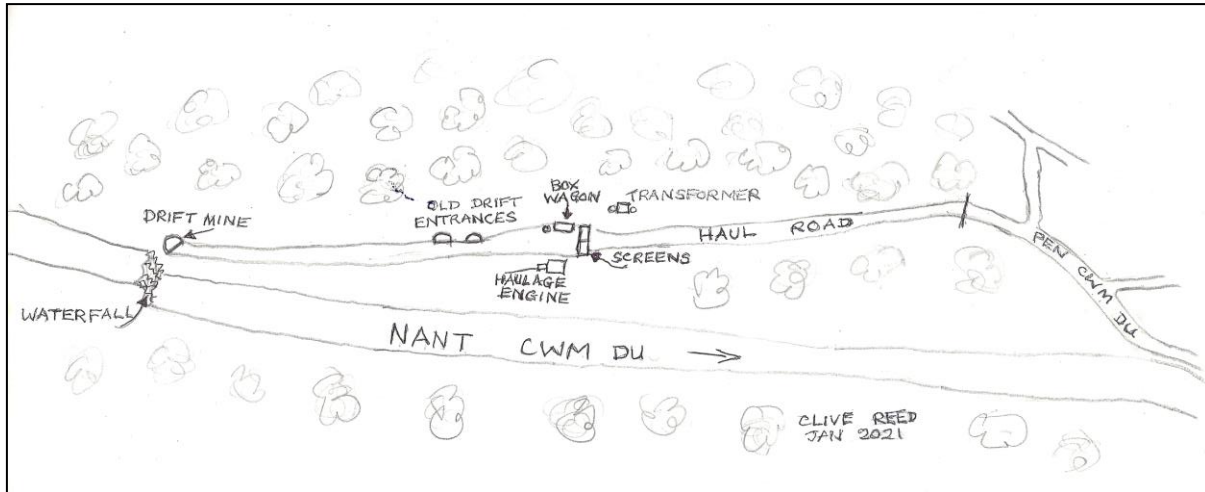 BOX
WAGON
TRANSFORMER
OLD DRIFT
ENTRANCES
DRIFT MINE
HAUL ROAD
SCREENS
HAULAGE
ENGINE
PEN CWM DU
WATERFALL
NANT CWM DU
CLIVE REED
JAN 2021